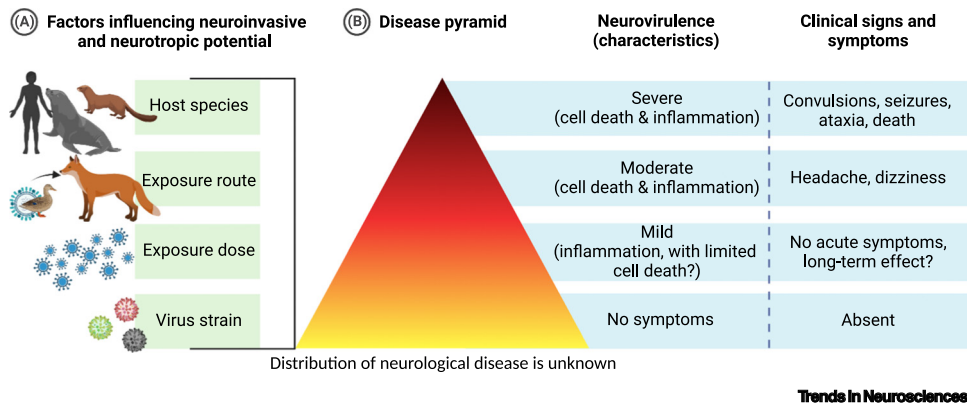 (A) Factors influencing neuroinvasive
and neurotropic potential
Host species
Exposure route
Exposure dose
Virus strain
(B) Disease pyramid
Neurovirulence
(characteristics)
Clinical signs and
symptoms
Severe
(cell death & inflammation)
Convulsions, seizures,
ataxia, death
Moderate
(cell death & inflammation)
Headache, dizziness
Mild
(inflammation, with limited
cell death?)
No acute symptoms,
long-term effect?
No symptoms
Absent
Distribution of neurological disease is unknown
Trends in Neurosciences